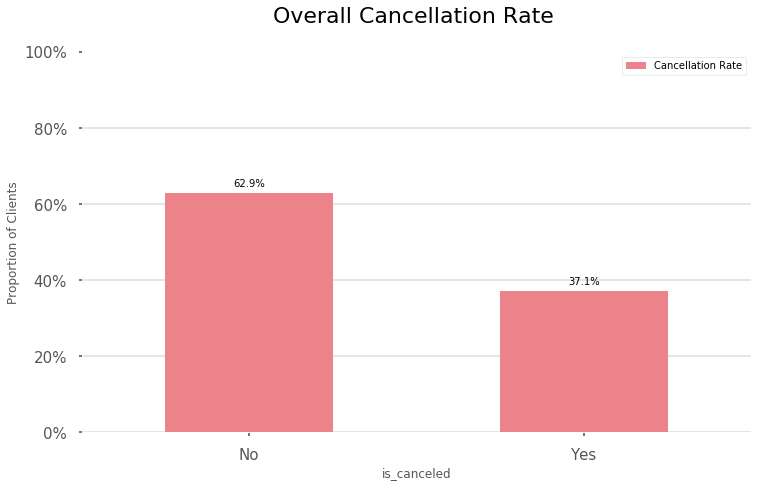 Overall Cancellation Rate
100%
Cancellation Rate
80%
62.9%
60%
Proportion of Clients
40%
37.1%
20%
0%
No
Yes
is_canceled